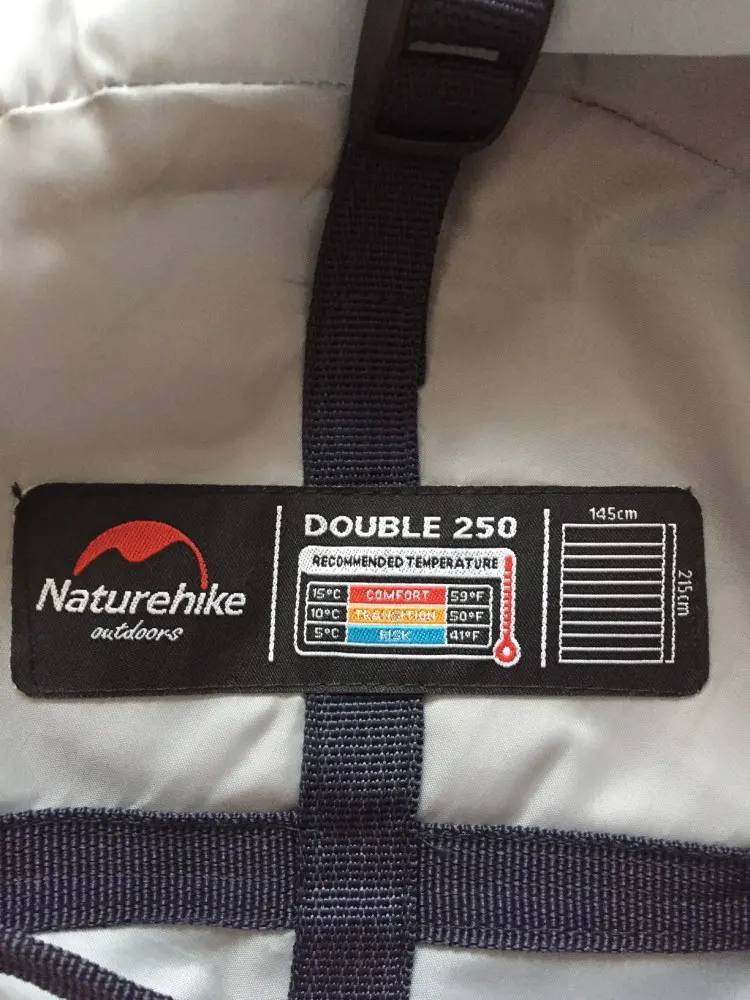 Naturehike
outdoors
DOUBLE 250
RECOMMENDED TEMPERATURE
15°C COMFORT 59°F
10°C TRANSITION 50°F
5°C RISK 41°F
145cm
215cm